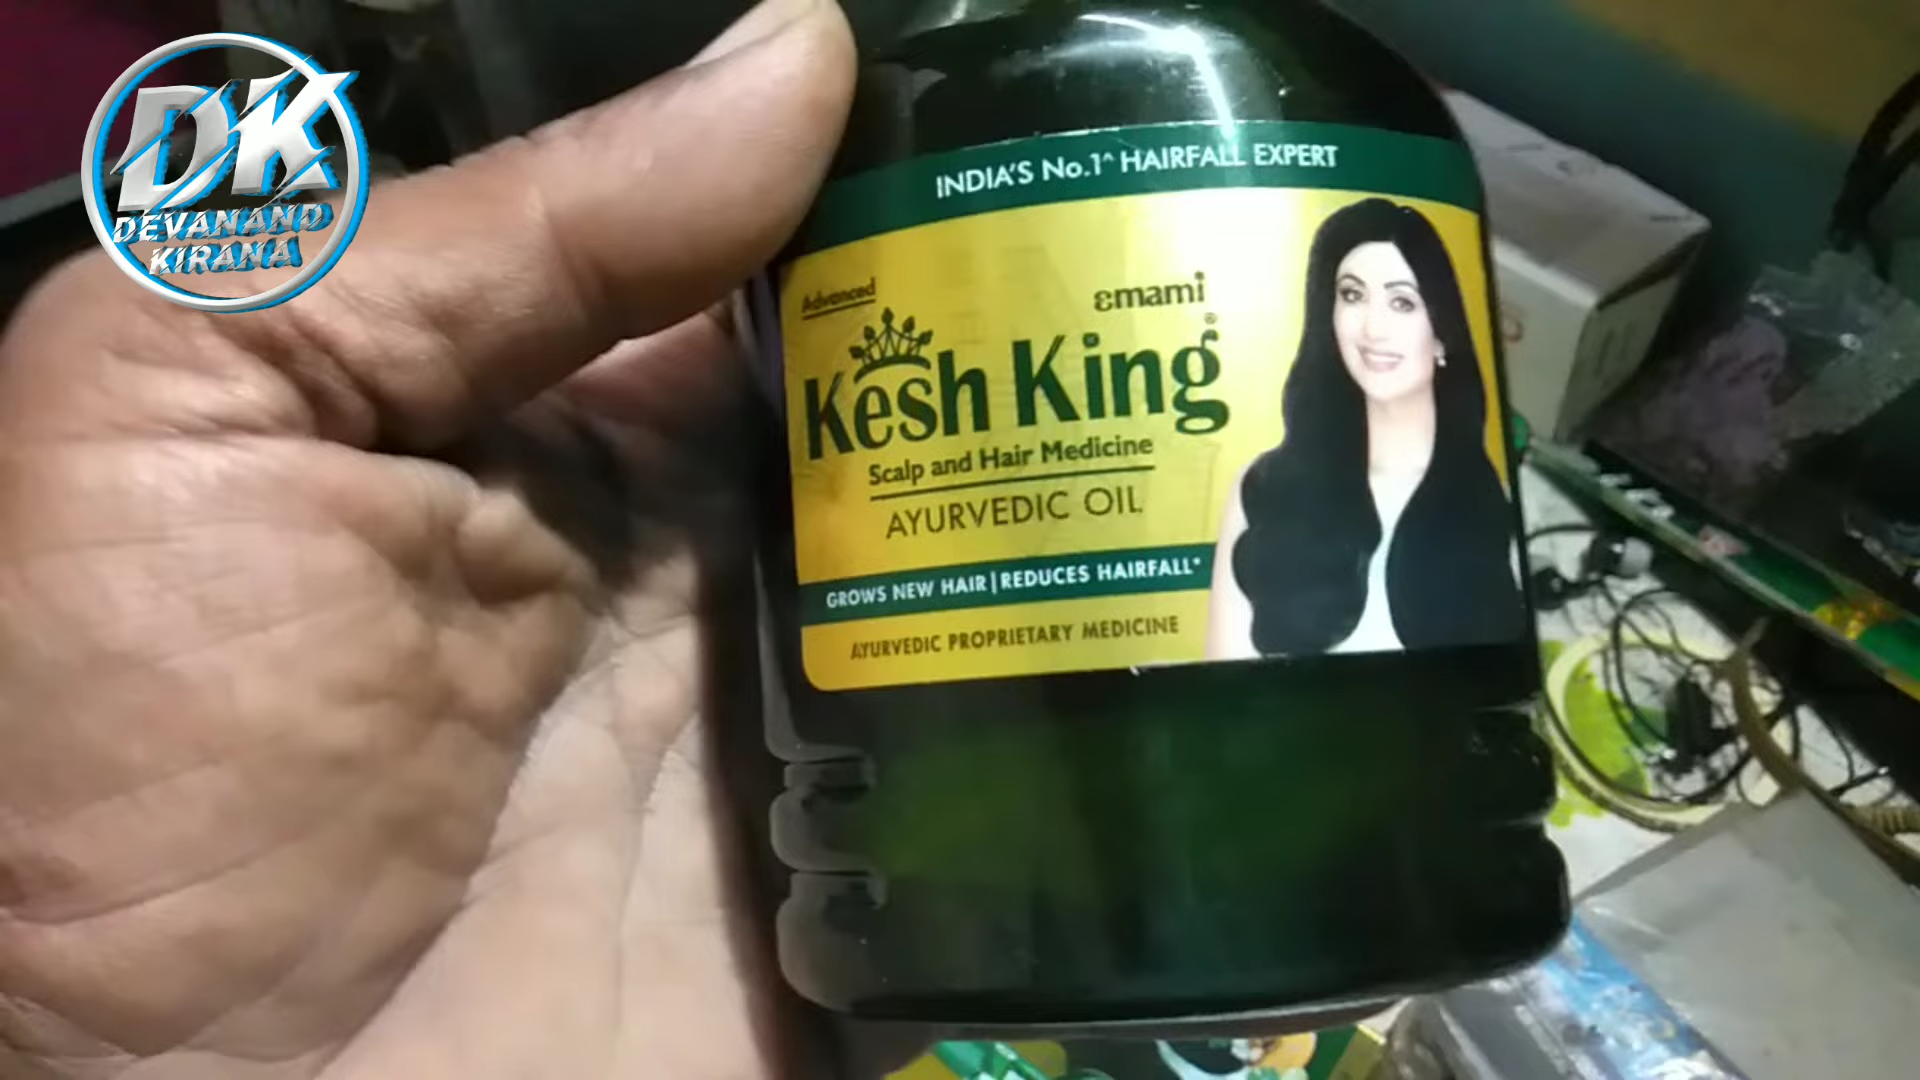 DK
DEVANAND
KIRANA
INDIA'S No.1^ HAIRFALL EXPERT
Advanced
emami
Kesh King®
Scalp and Hair Medicine
AYURVEDIC OIL
GROWS NEW HAIR | REDUCES HAIRFALL*
AYURVEDIC PROPRIETARY MEDICINE